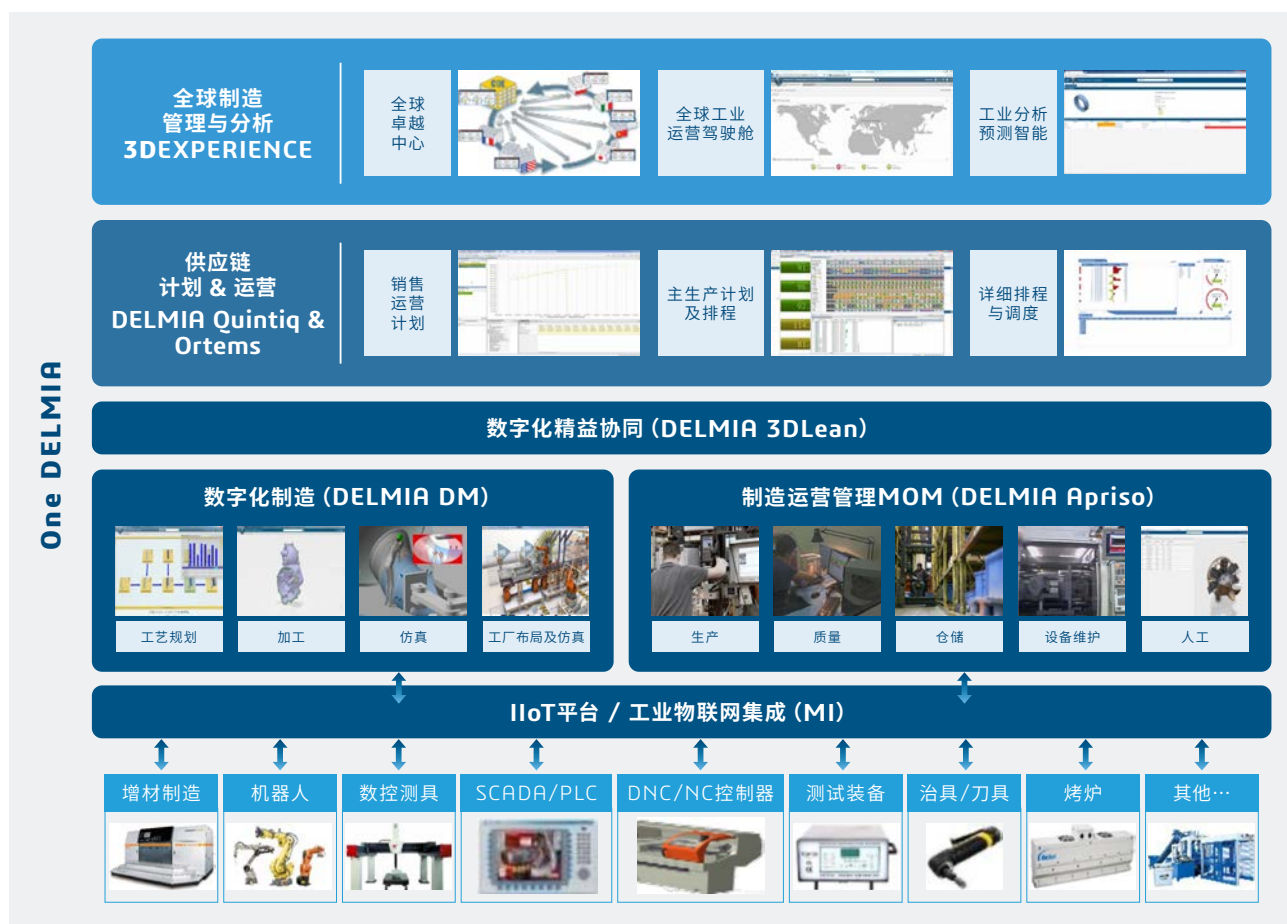 One DELMIA
全球制造
管理与分析
3DEXPERIENCE
全球
卓越
中心
全球工业
运营驾驶舱
工业分析
预测智能
供应链
计划 & 运营
DELMIA Quintiq &
Ortems
销售
运营
计划
主生产计划
及排程
详细排程
与调度
数字化精益协同(DELMIA 3DLean)
数字化制造(DELMIA DM)
工艺规划
加工
仿真
工厂布局及仿真
制造运营管理MOM(DELMIA Apriso)
生产
质量
仓储
设备维护
人工
IIoT平台 / 工业物联网集成(MI)
增材制造
机器人
数控测具
SCADA/PLC
DNC/NC控制器
测试装备
治具/刀具
烤炉
其他…